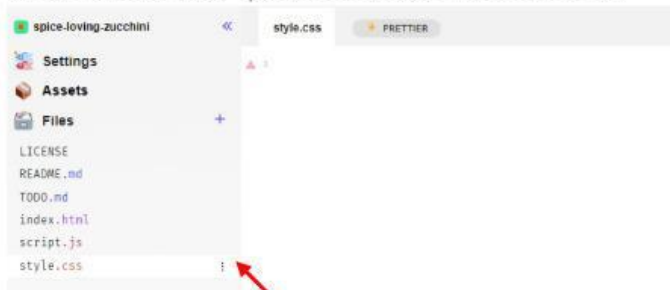 spice-loving-zucchini
style.css
PRETTIER
Settings
Assets
Files
LICENSE
README.md
TODO.md
index.html
script.js
style.css